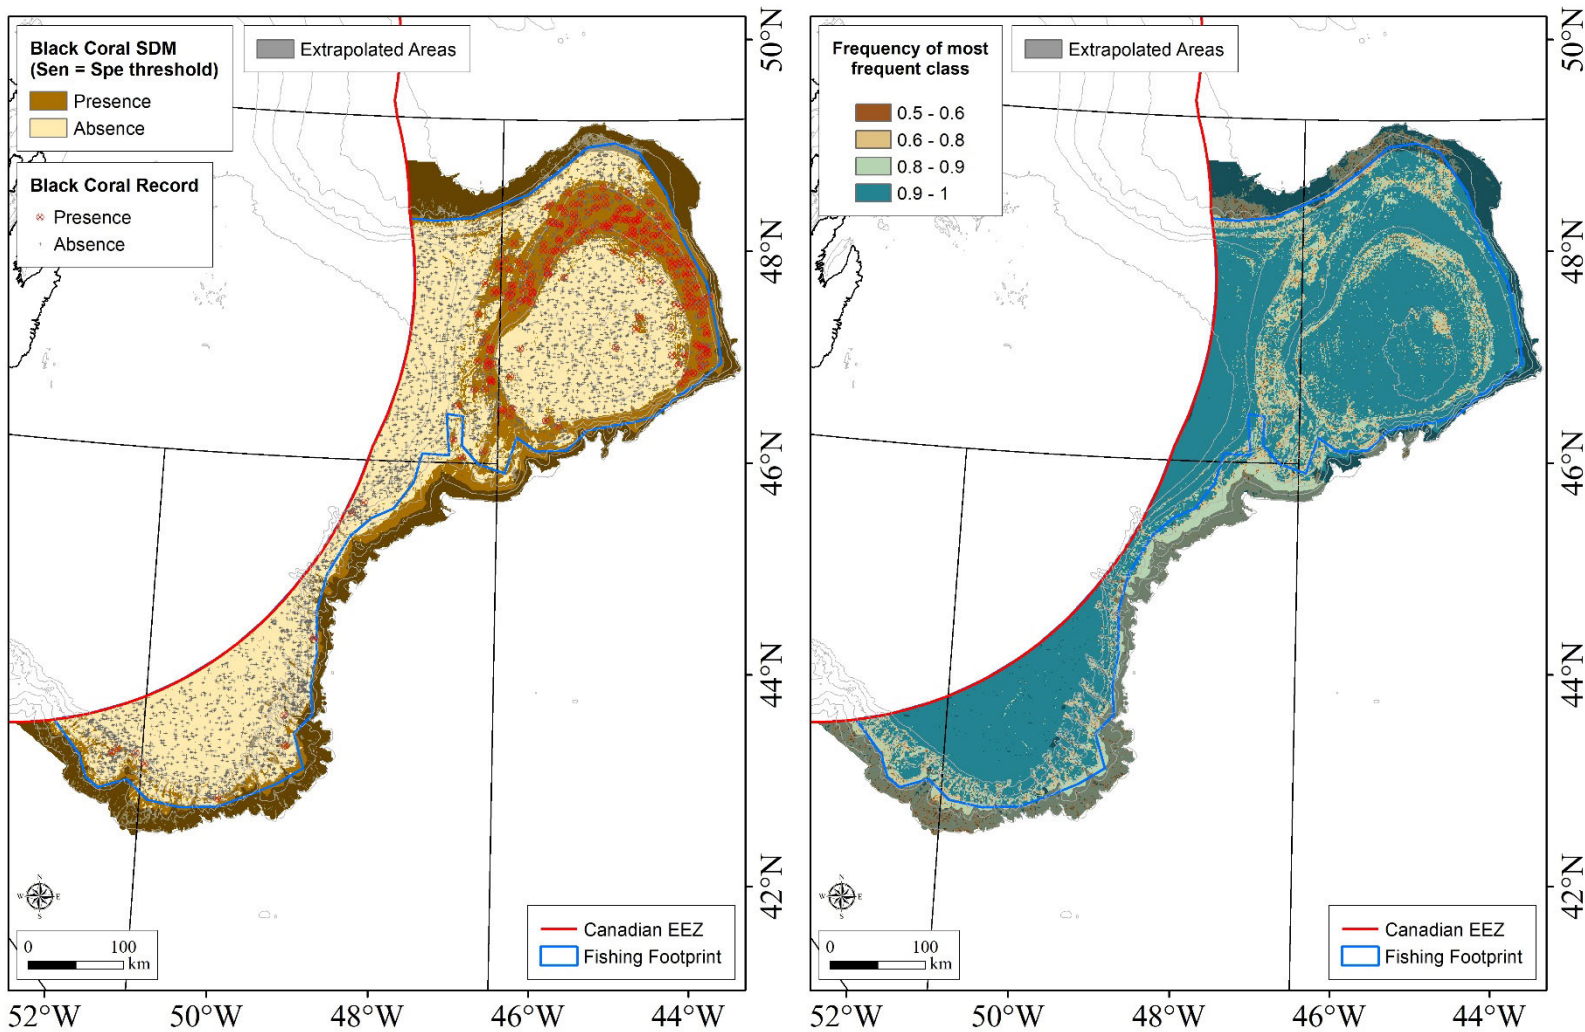 Black Coral SDM
(Sen = Spe threshold)
Presence
Absence
Extrapolated Areas
Black Coral Record
Presence
Absence
50°N
48°N
46°N
44°N
42°N
N
W
E
S
0 100
km
Canadian EEZ
Fishing Footprint
52°W 50°W 48°W 46°W 44°W
Frequency of most
frequent class
0.5 - 0.6
0.6 - 0.8
0.8 - 0.9
0.9 - 1
Extrapolated Areas
50°N
48°N
46°N
44°N
42°N
N
W
E
S
0 100
km
Canadian EEZ
Fishing Footprint
52°W 50°W 48°W 46°W 44°W